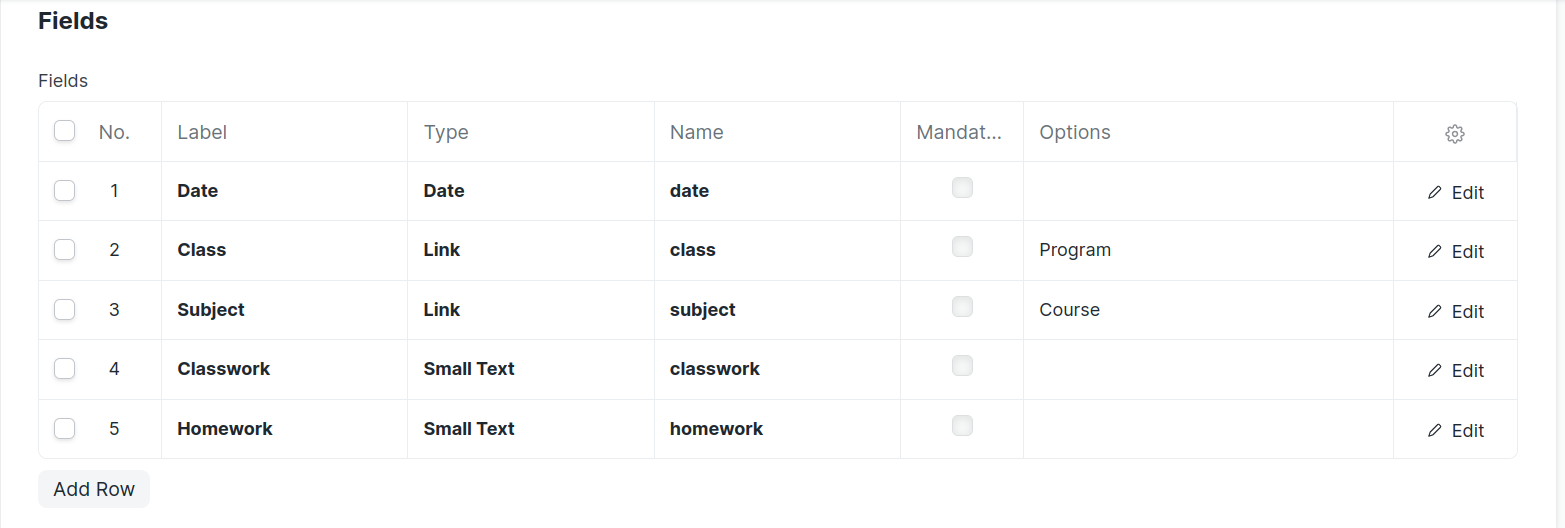 Fields
Fields
No. Label Type Name Mandat... Options
1 Date Date date Edit
2 Class Link class Program Edit
3 Subject Link subject Course Edit
4 Classwork Small Text classwork Edit
5 Homework Small Text homework Edit
Add Row